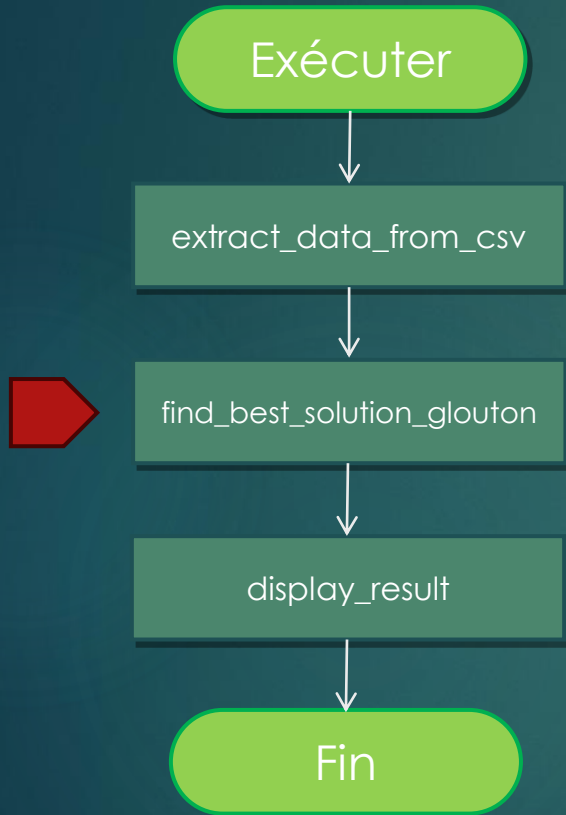 Exécuter
extract_data_from_csv
find_best_solution_glouton
display_result
Fin